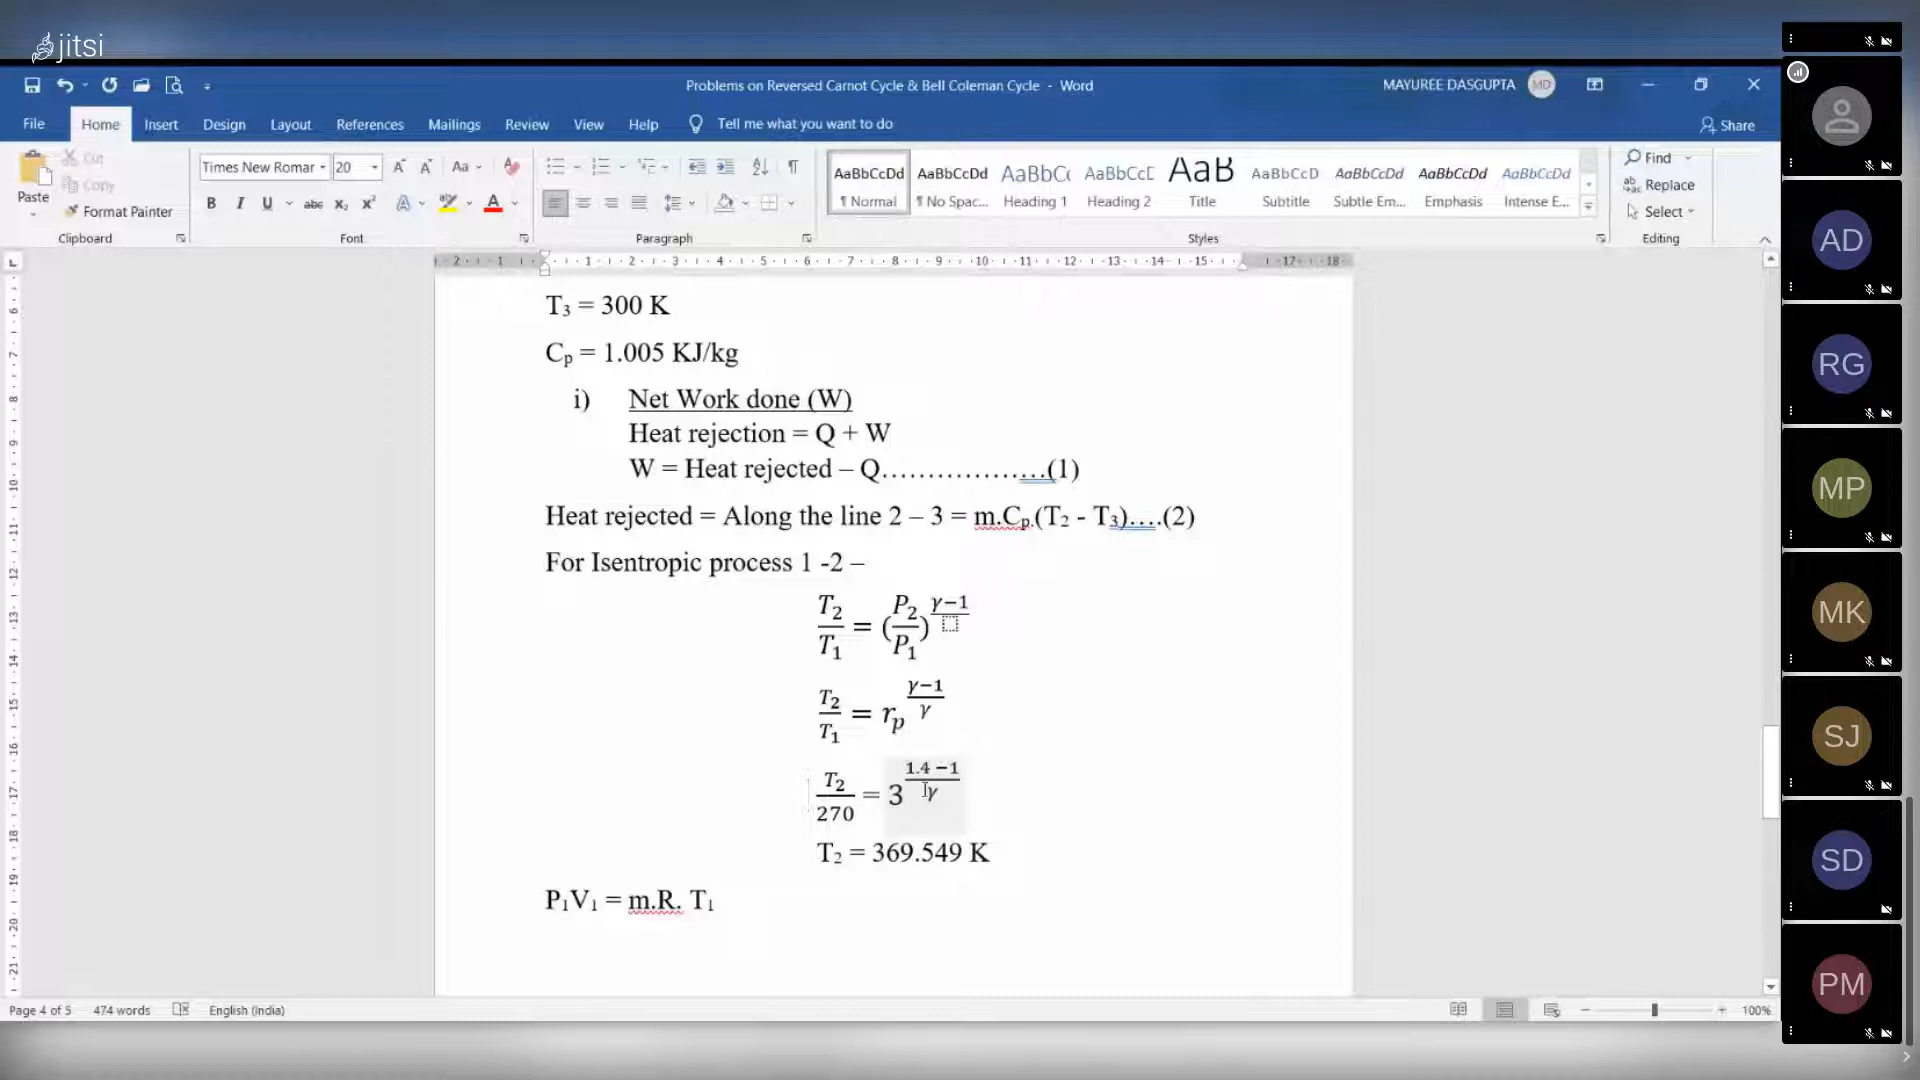 jitsi
Problems on Reversed Carnot Cycle & Bell Coleman Cycle - Word
MAYUREE DASGUPTA MD
File Home Insert Design Layout References Mailings Review View Help Tell me what you want to do
Share
Paste
Cut
Copy
Format Painter
Clipboard
Times New Romar 20
Font
Paragraph
AaBbCcDd AaBbCcDd AaBbC( AaBbCcE AaB AaBbCcD AaBbCcDd AaBbCcDd AaBbCcDd
¶ Normal ¶ No Spac... Heading 1 Heading 2 Title Subtitle Subtle Em... Emphasis Intense E...
Styles
Find
Replace
Select
Editing
T₃ = 300 K
Cₚ = 1.005 KJ/kg
i) Net Work done (W)
Heat rejection = Q + W
W = Heat rejected – Q………………..(1)
Heat rejected = Along the line 2 – 3 = m.Cₚ.(T₂ - T₃)….(2)
For Isentropic process 1 -2 –
T₂/T₁ = (P₂/P₁)^(γ−1)/
T₂/T₁ = rₚ^(γ−1)/γ
T₂/270 = 3^(1.4 −1)/γ
T₂ = 369.549 K
P₁V₁ = m.R. T₁
Page 4 of 5 474 words English (India)
100%
AD
RG
MP
MK
SJ
SD
PM